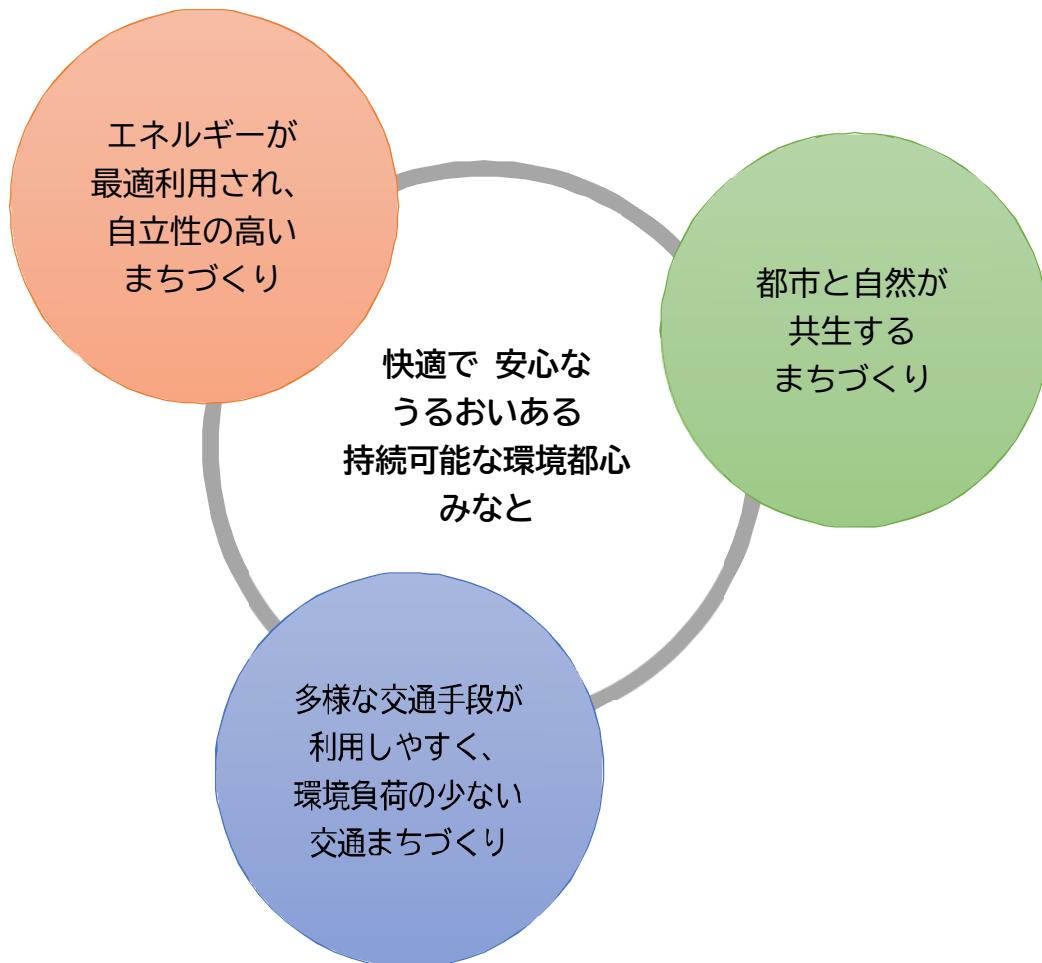 エネルギーが
最適利用され、
自立性の高い
まちづくり
都市と自然が
共生する
まちづくり
快適で 安心な
うるおいある
持続可能な環境都心
みなと
多様な交通手段が
利用しやすく、
環境負荷の少ない
交通まちづくり